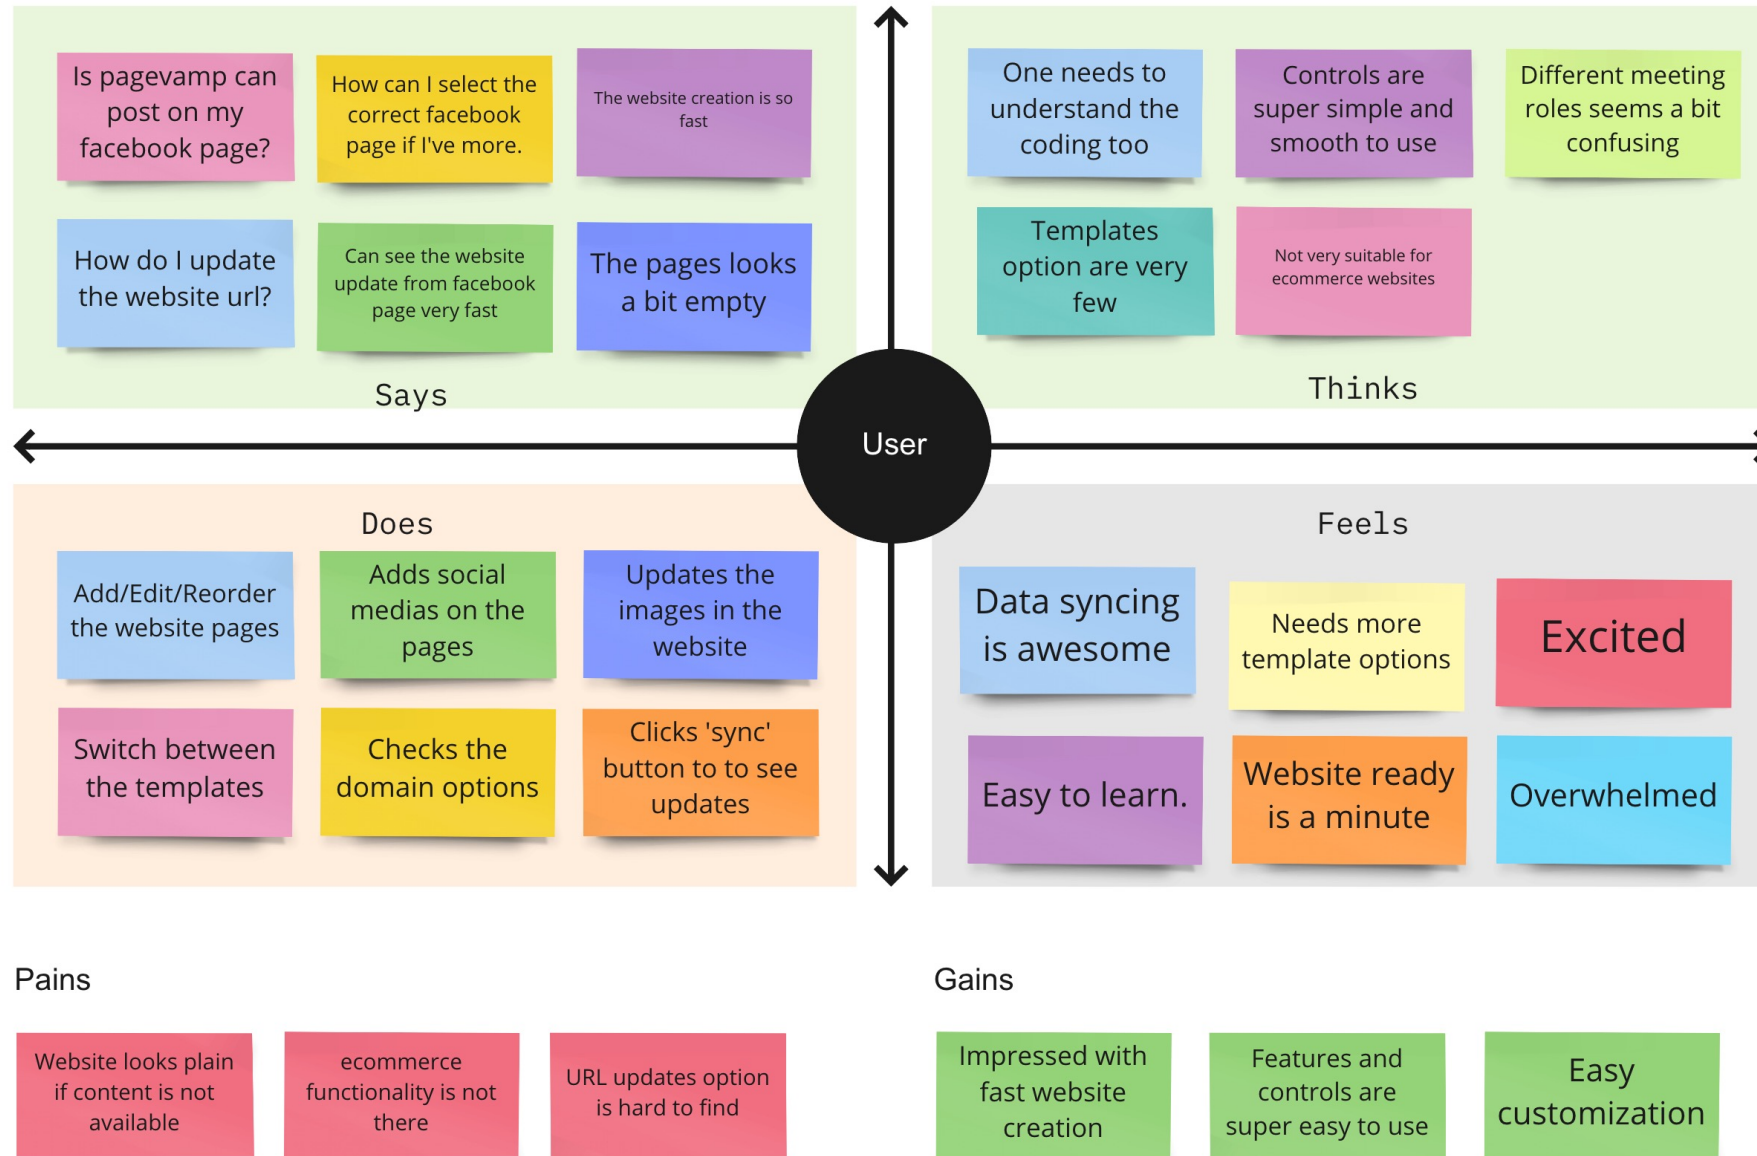 Is pagevamp can
post on my
facebook page?
How can I select the
correct facebook
page if I've more.
The website creation is so
fast
How do I update
the website url?
Can see the website
update from facebook
page very fast
The pages looks
a bit empty
Says
One needs to
understand the
coding too
Controls are
super simple and
smooth to use
Different meeting
roles seems a bit
confusing
Templates
option are very
few
Not very suitable for
ecommerce websites
Thinks
User
Does
Add/Edit/Reorder
the website pages
Adds social
medias on the
pages
Updates the
images in the
website
Switch between
the templates
Checks the
domain options
Clicks 'sync'
button to to see
updates
Feels
Data syncing
is awesome
Needs more
template options
Excited
Easy to learn.
Website ready
is a minute
Overwhelmed
Pains
Website looks plain
if content is not
available
ecommerce
functionality is not
there
URL updates option
is hard to find
Gains
Impressed with
fast website
creation
Features and
controls are
super easy to use
Easy
customization